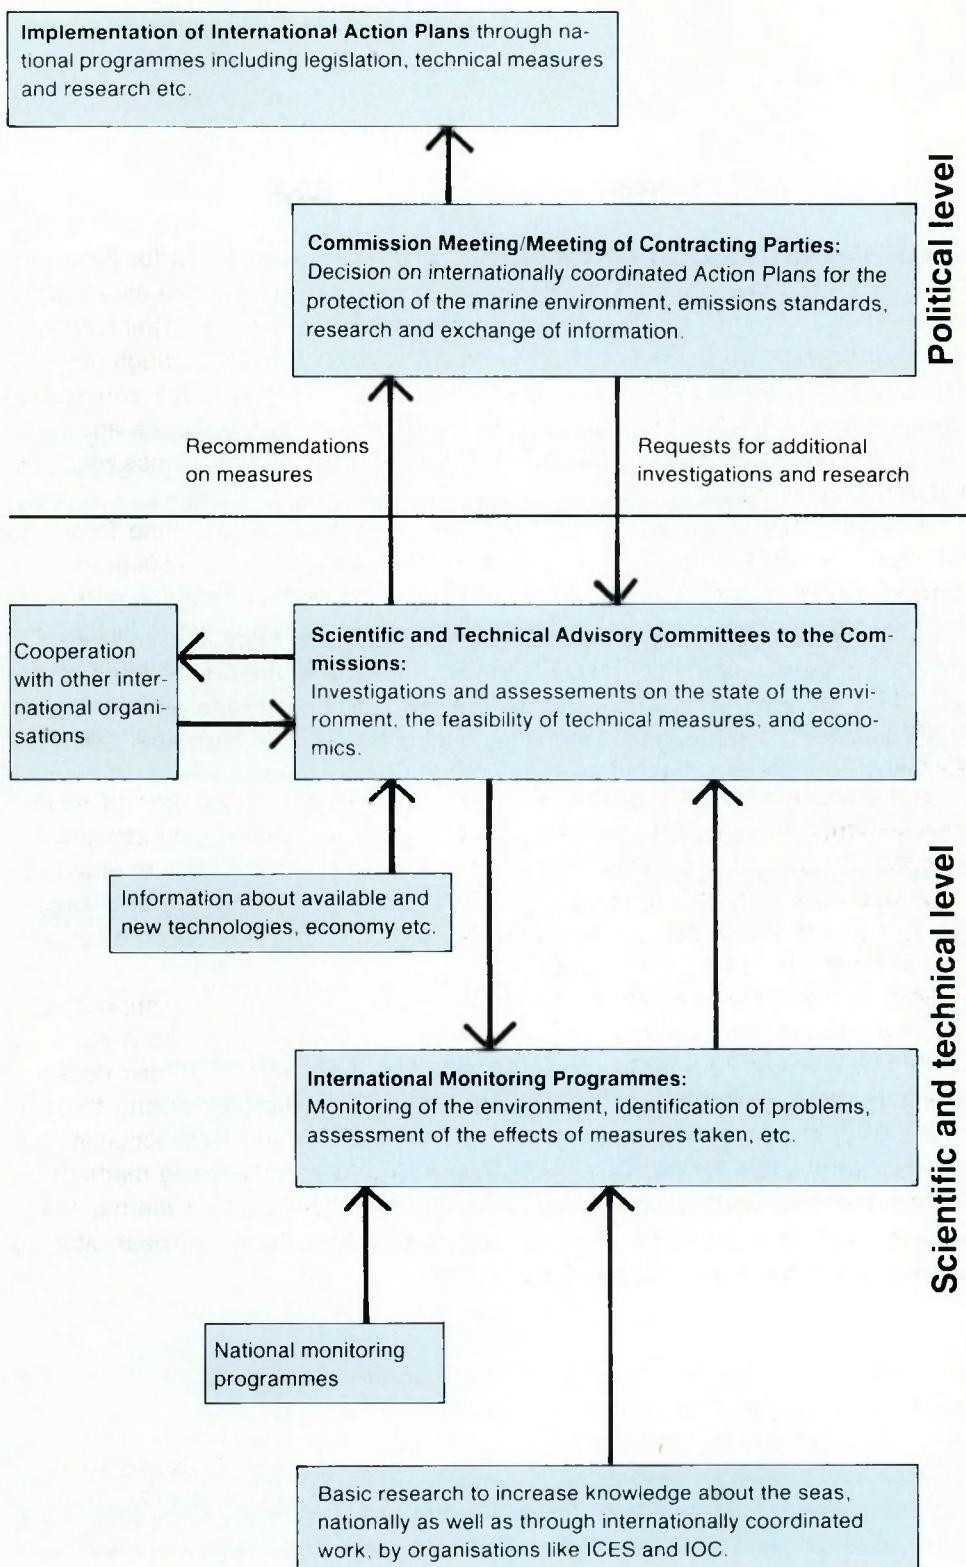 Implementation of International Action Plans through na-
tional programmes including legislation, technical measures
and research etc.
Political level
Commission Meeting/Meeting of Contracting Parties:
Decision on internationally coordinated Action Plans for the
protection of the marine environment, emissions standards,
research and exchange of information.
Recommendations
on measures
Requests for additional
investigations and research
Cooperation
with other inter-
national organi-
sations
Scientific and Technical Advisory Committees to the Com-
missions:
Investigations and assessements on the state of the envi-
ronment, the feasibility of technical measures, and econo-
mics.
Information about available and
new technologies, economy etc.
Scientific and technical level
International Monitoring Programmes:
Monitoring of the environment, identification of problems,
assessment of the effects of measures taken, etc.
National monitoring
programmes
Basic research to increase knowledge about the seas,
nationally as well as through internationally coordinated
work, by organisations like ICES and IOC.